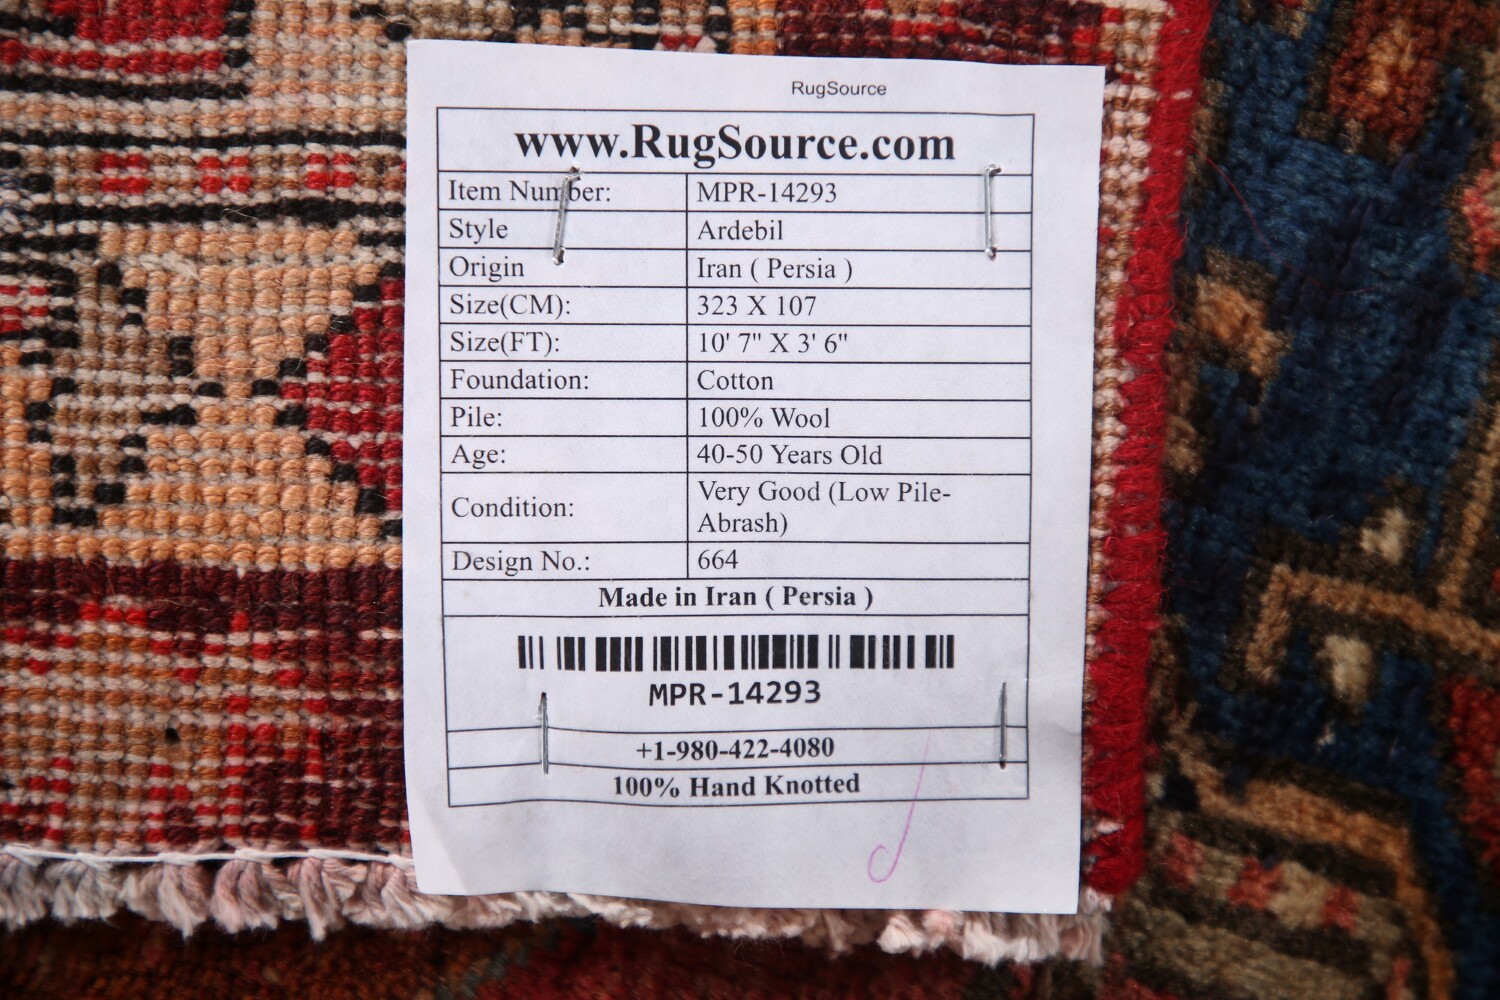 RugSource
www.RugSource.com
Item Number: MPR-14293
Style Ardebil
Origin Iran ( Persia )
Size(CM): 323 X 107
Size(FT): 10' 7" X 3' 6"
Foundation: Cotton
Pile: 100% Wool
Age: 40-50 Years Old
Condition: Very Good (Low Pile-
Abrash)
Design No.: 664
Made in Iran ( Persia )
MPR-14293
+1-980-422-4080
100% Hand Knotted